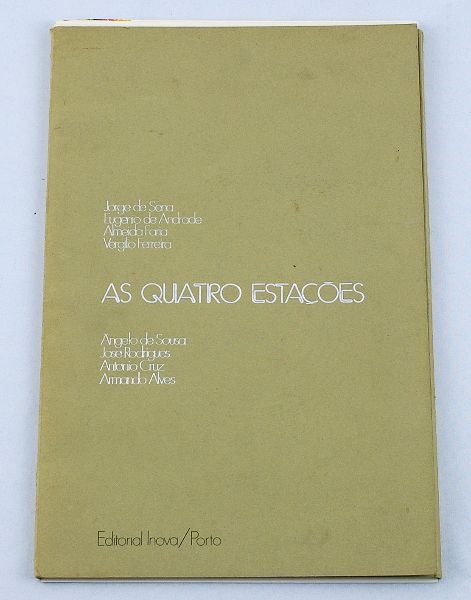 Jorge de Sena
Eugenio de Andrade
Almeida Faria
Vergilio Ferreira
AS QUATRO ESTAÇÕES
Angelo de Sousa
José Rodrigues
Antonio Cruz
Armando Alves
Editorial Inova/Porto